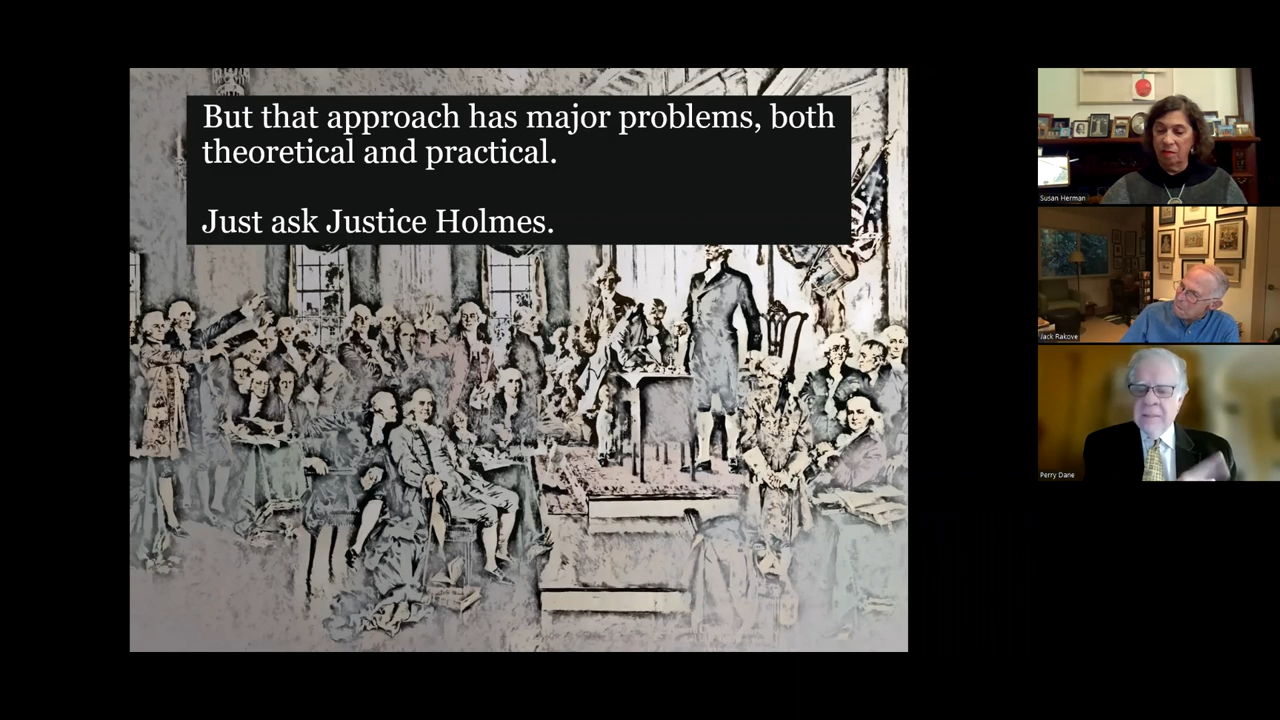 But that approach has major problems, both
theoretical and practical.
Just ask Justice Holmes.
Susan Herman
Jack Rakove
Perry Dane